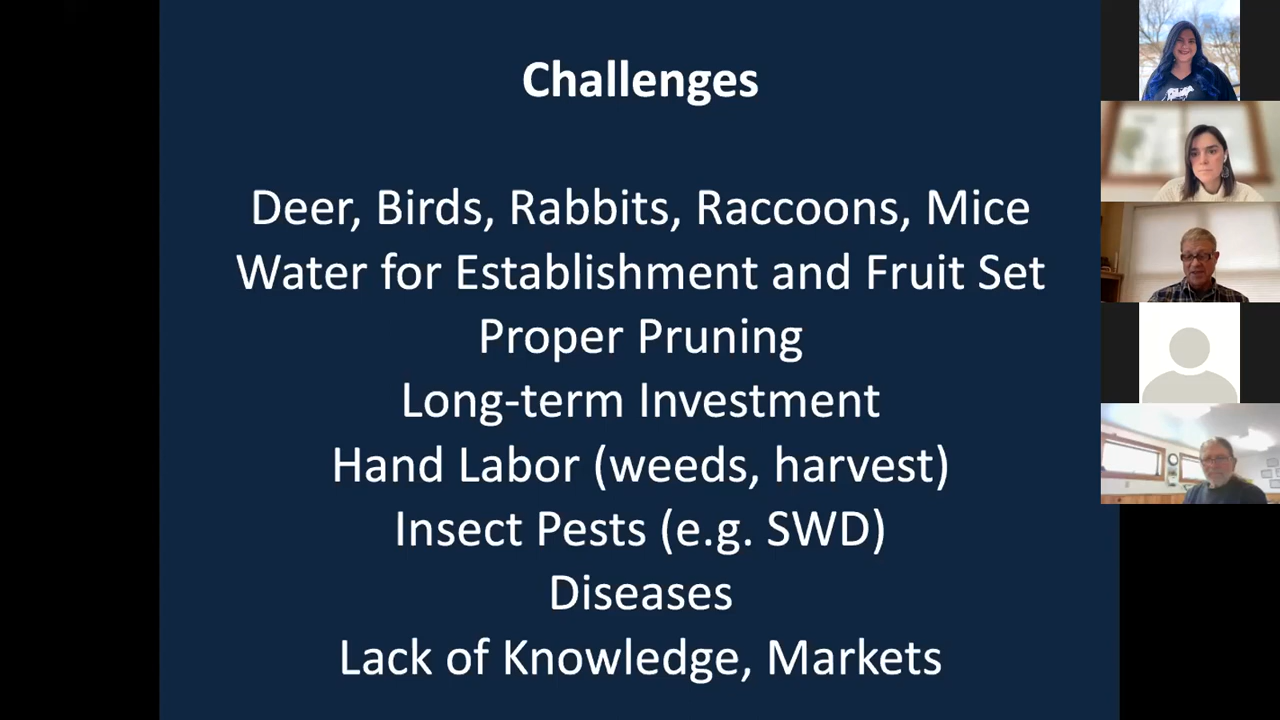 Challenges
Deer, Birds, Rabbits, Raccoons, Mice
Water for Establishment and Fruit Set
Proper Pruning
Long-term Investment
Hand Labor (weeds, harvest)
Insect Pests (e.g. SWD)
Diseases
Lack of Knowledge, Markets